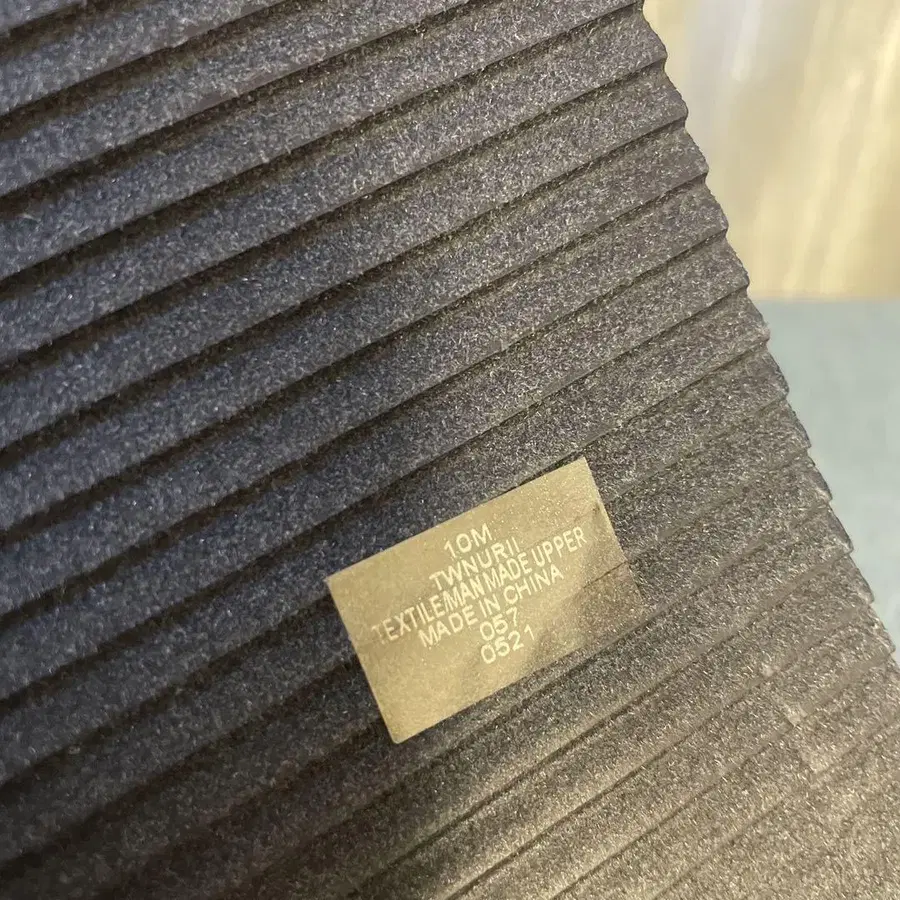 10M
TWNURII
TEXTILE/MAN MADE UPPER
MADE IN CHINA
057
0521